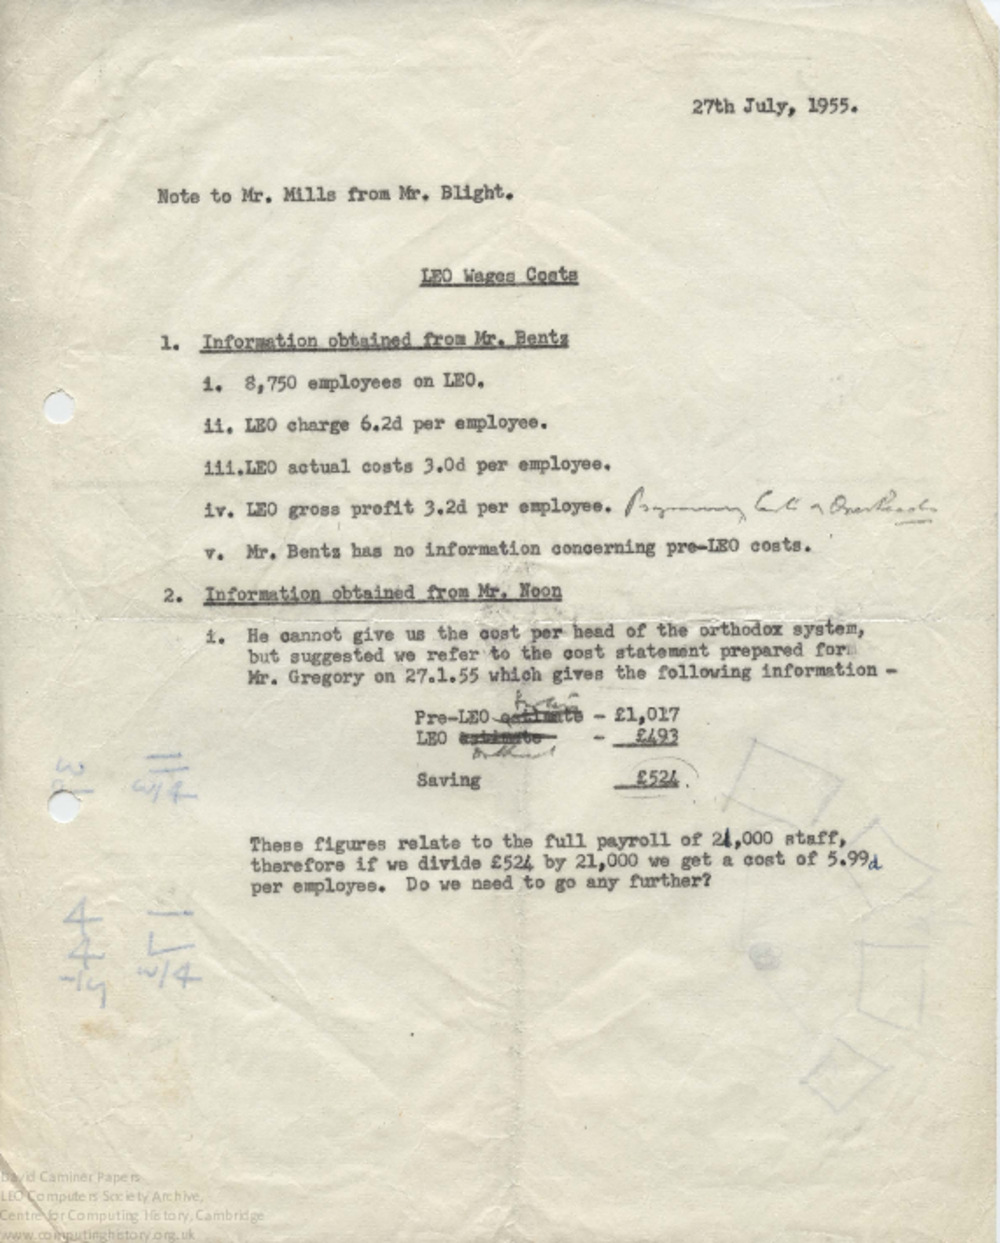 27th July, 1955.
Note to Mr. Mills from Mr. Blight.
LEO Wages Costs
1. Information obtained from Mr. Bentz
i. 8,750 employees on LEO.
ii. LEO charge 6.2d per employee.
iii.LEO actual costs 3.0d per employee.
iv. LEO gross profit 3.2d per employee. Programming Costs & Overheads
v. Mr. Bentz has no information concerning pre-LEO costs.
2. Information obtained from Mr. Noon
i. He cannot give us the cost per head of the orthodox system,
but suggested we refer to the cost statement prepared for
Mr. Gregory on 27.1.55 which gives the following information -
Pre-LEO estimate - £1,017
LEO estimate - £493
Saving £524.
These figures relate to the full payroll of 21,000 staff,
therefore if we divide £524 by 21,000 we get a cost of 5.99d
per employee. Do we need to go any further?
David Caminer Papers
LEO Computers Society Archive,
Centre for Computing History, Cambridge
www.computinghistory.org.uk